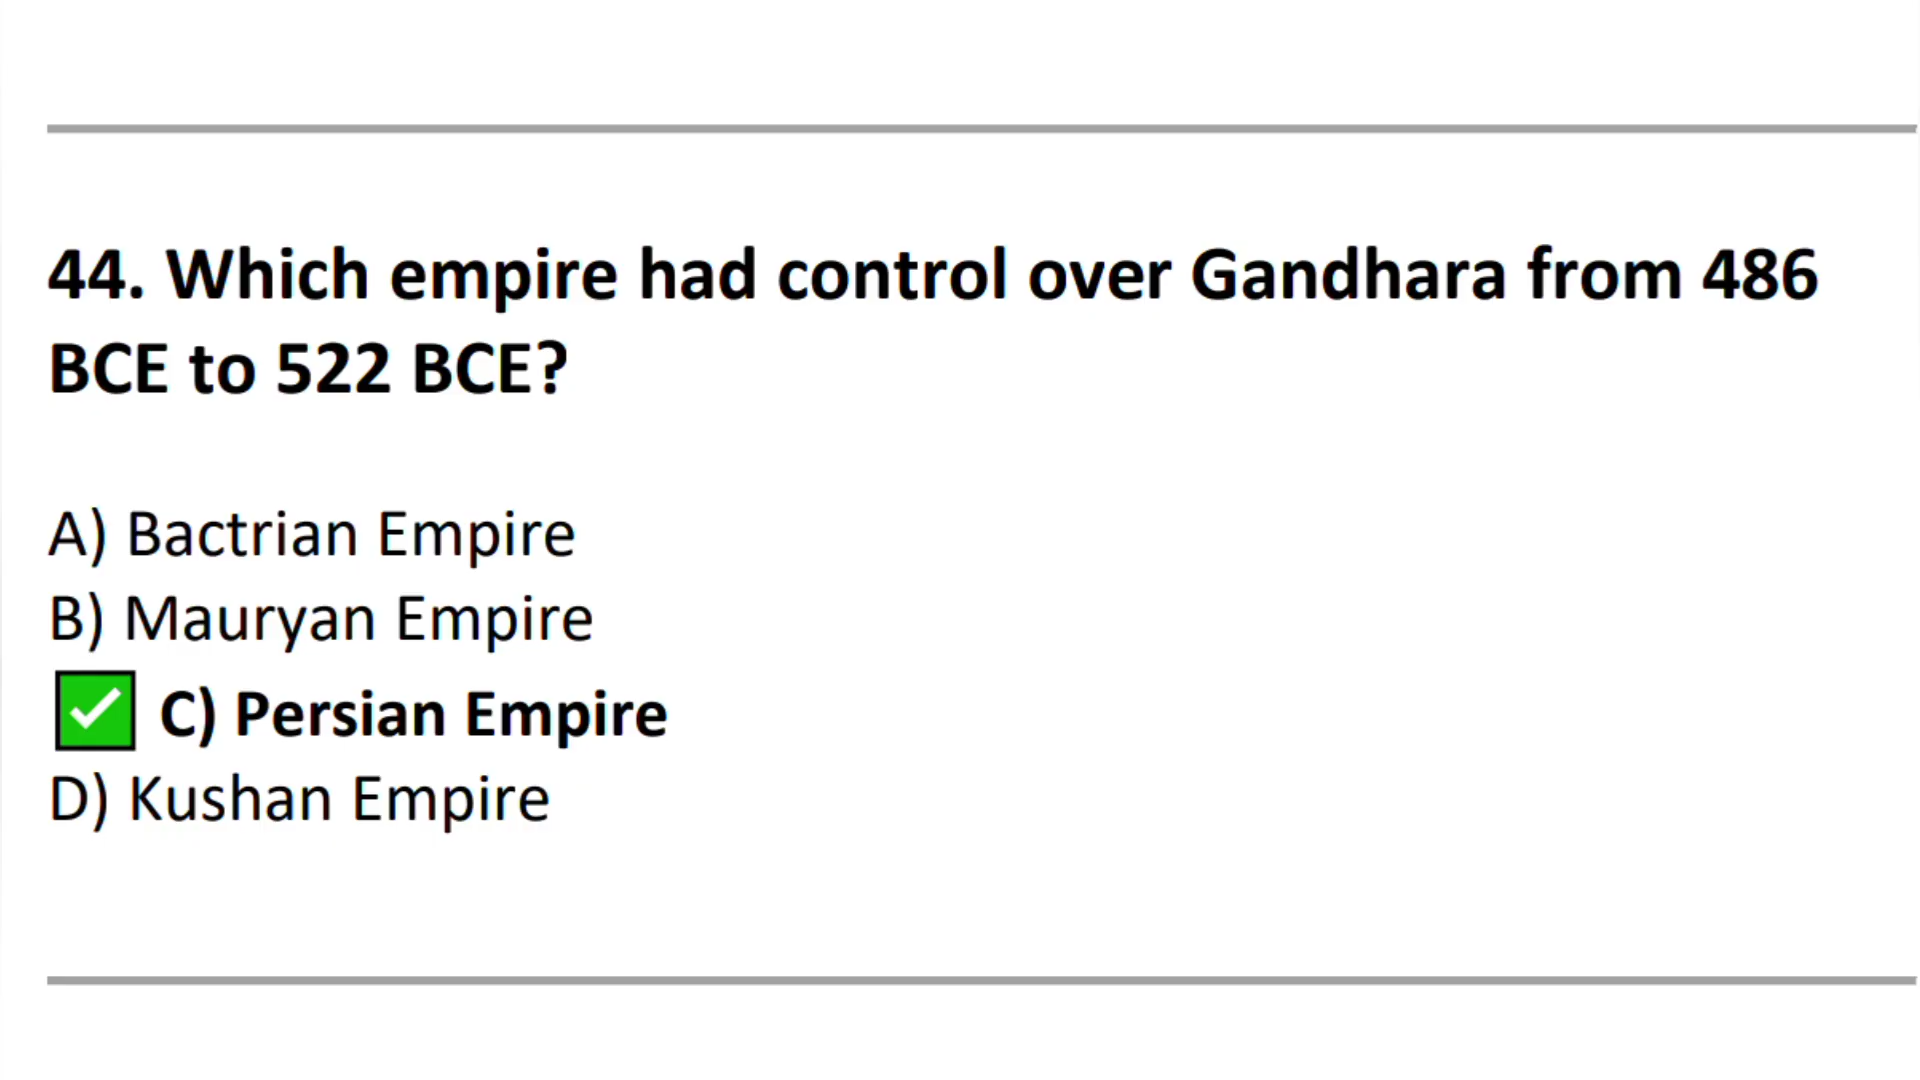 44. Which empire had control over Gandhara from 486
BCE to 522 BCE?
A) Bactrian Empire
B) Mauryan Empire
C) Persian Empire
D) Kushan Empire